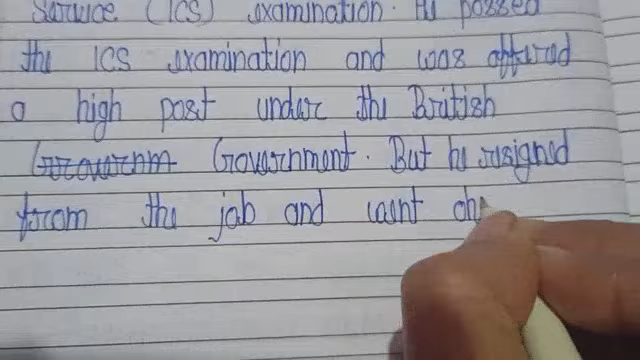 Service (ICS) examination. He passed
the ICS examination and was offered
a high post under the British
Government. But he resigned
from the job and went